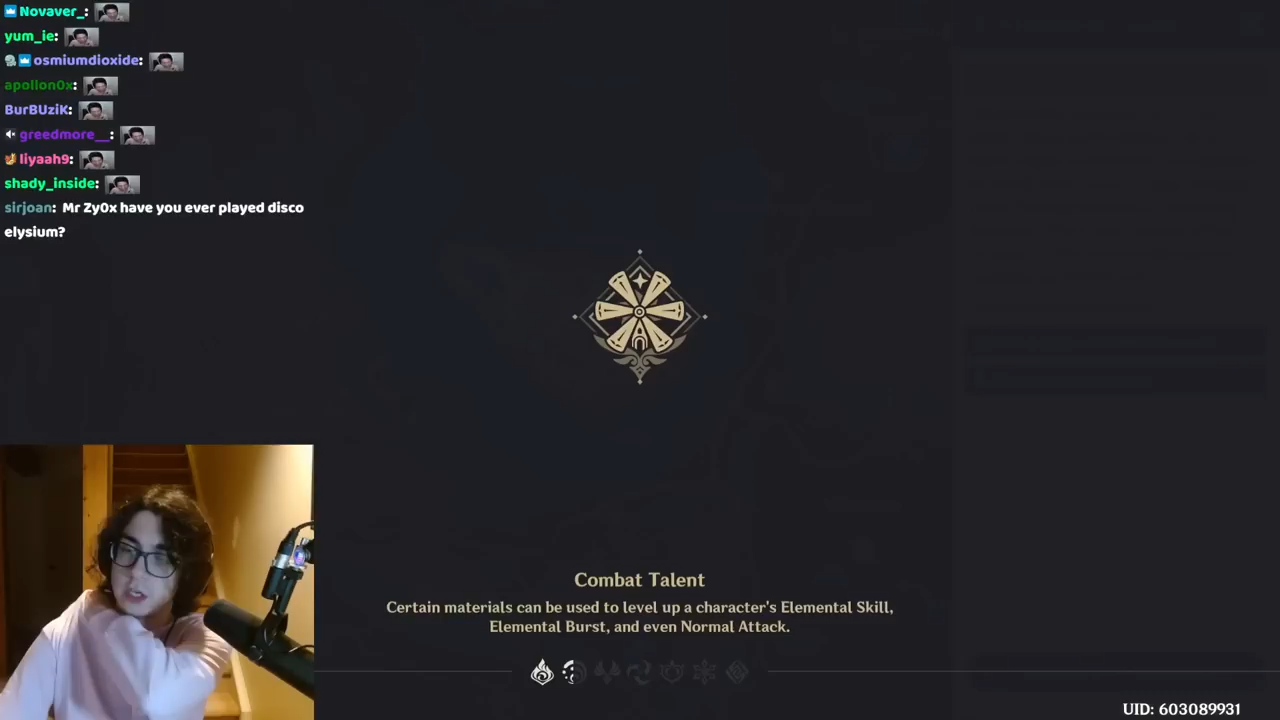 Novaver_:
yum_ie:
osmiumdioxide:
apollon0x:
BurBUziK:
greedmore__:
liyaah9:
shady_inside:
sirjoan: Mr Zy0x have you ever played disco
elysium?
Combat Talent
Certain materials can be used to level up a character's Elemental Skill,
Elemental Burst, and even Normal Attack.
UID: 603089931